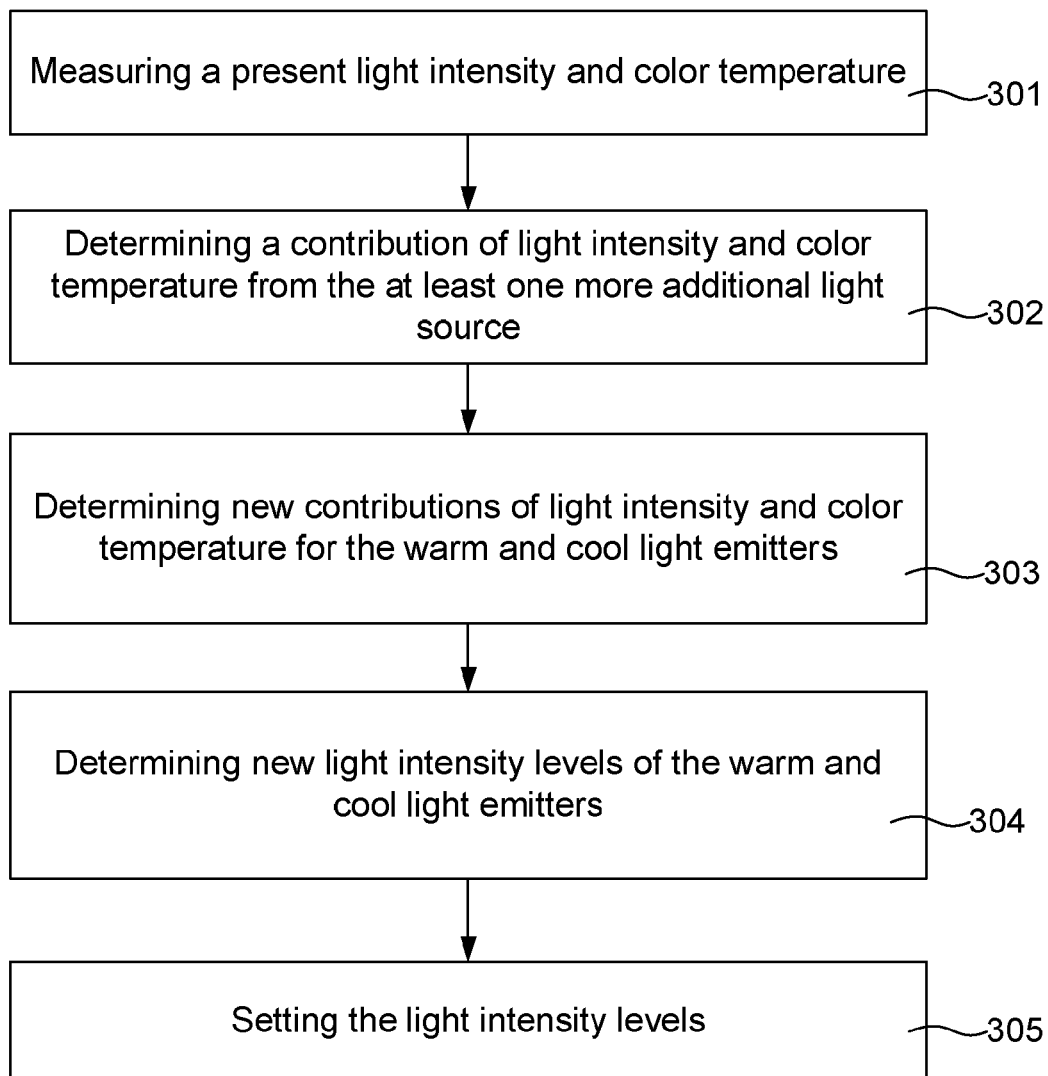 Measuring a present light intensity and color temperature
301
Determining a contribution of light intensity and color
temperature from the at least one more additional light
source
302
Determining new contributions of light intensity and color
temperature for the warm and cool light emitters
303
Determining new light intensity levels of the warm and
cool light emitters
304
Setting the light intensity levels
305